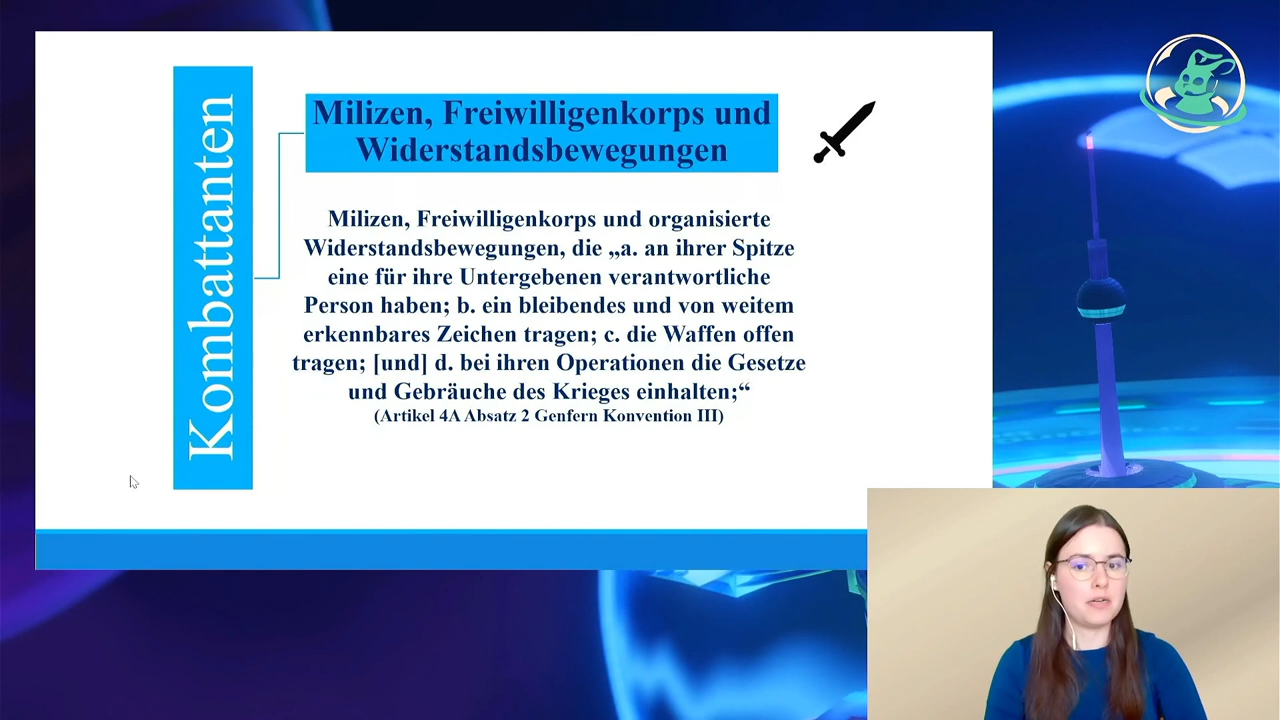 Kombattanten
Milizen, Freiwilligenkorps und
Widerstandsbewegungen
Milizen, Freiwilligenkorps und organisierte
Widerstandsbewegungen, die „a. an ihrer Spitze
eine für ihre Untergebenen verantwortliche
Person haben; b. ein bleibendes und von weitem
erkennbares Zeichen tragen; c. die Waffen offen
tragen; [und] d. bei ihren Operationen die Gesetze
und Gebräuche des Krieges einhalten;“
(Artikel 4A Absatz 2 Genfern Konvention III)